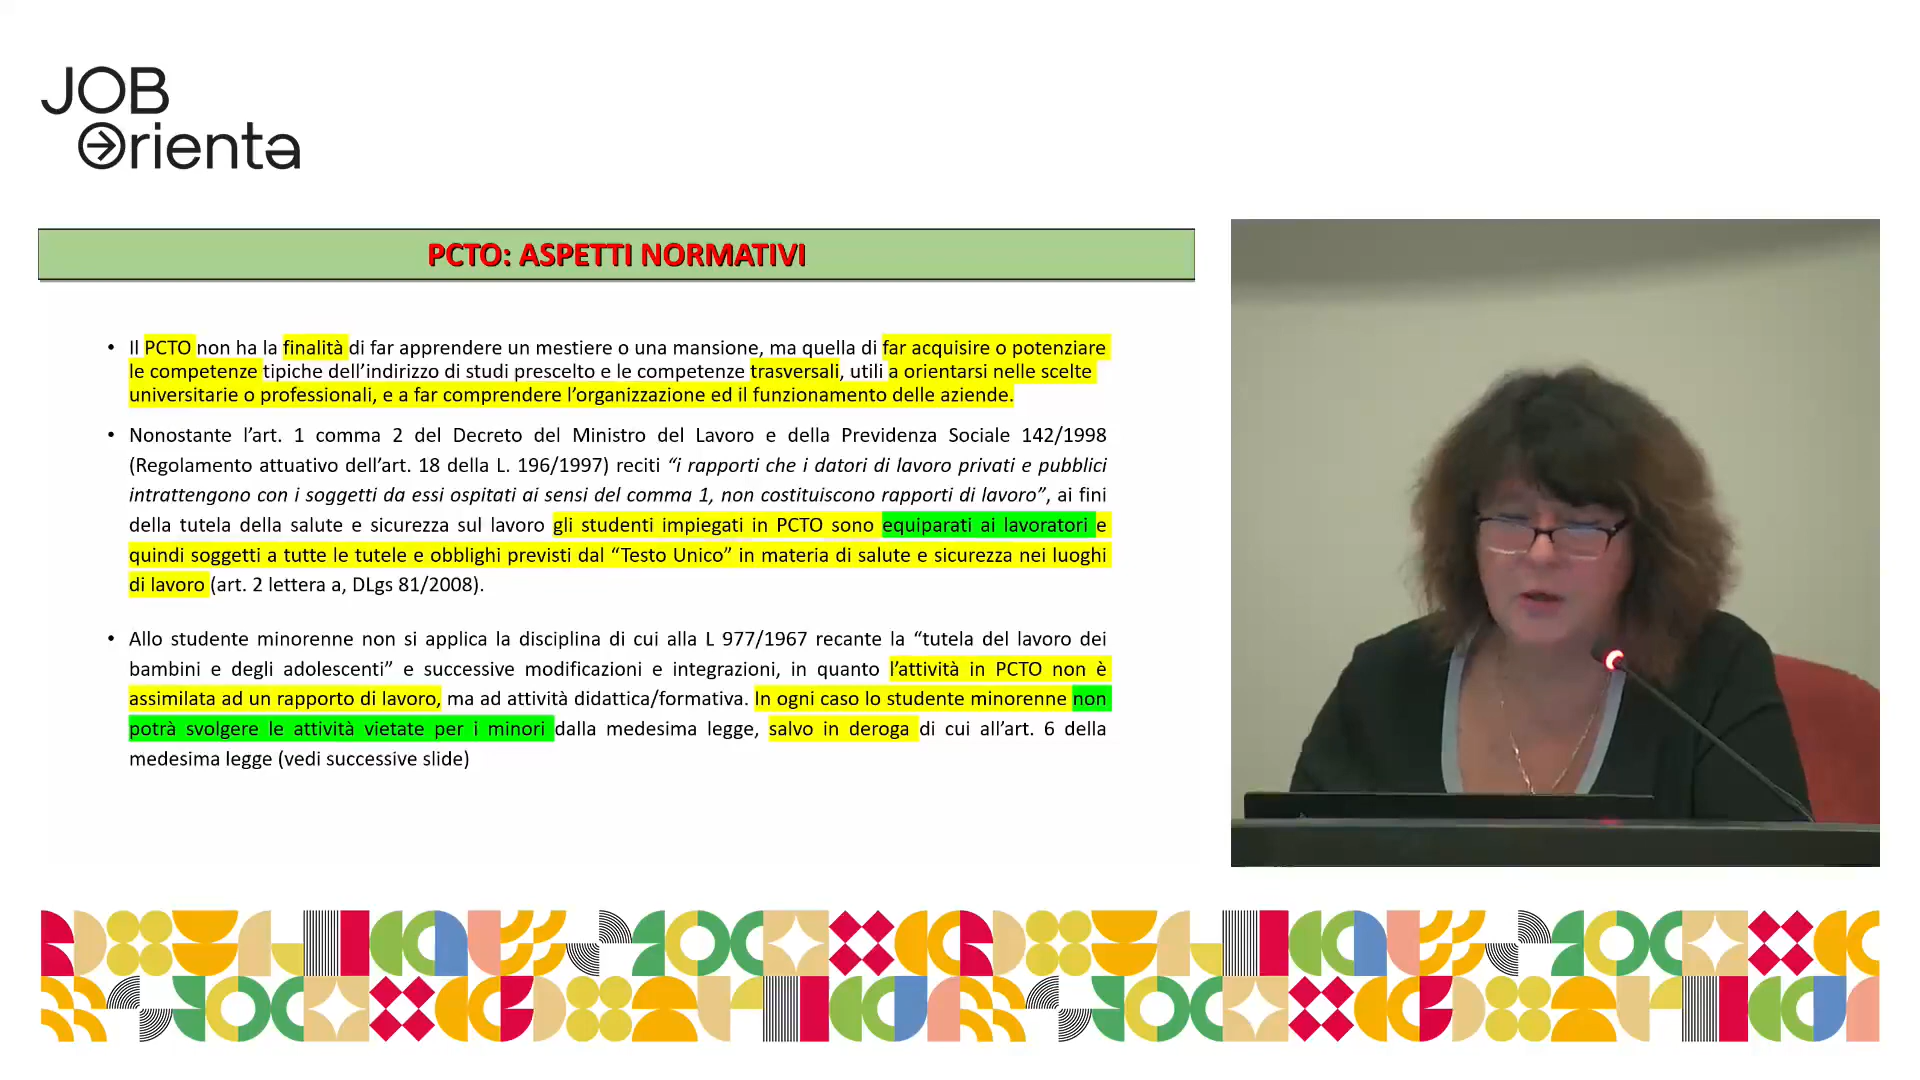 JOB
Orienta
PCTO: ASPETTI NORMATIVI
• Il PCTO non ha la finalità di far apprendere un mestiere o una mansione, ma quella di far acquisire o potenziare
le competenze tipiche dell’indirizzo di studi prescelto e le competenze trasversali, utili a orientarsi nelle scelte
universitarie o professionali, e a far comprendere l’organizzazione ed il funzionamento delle aziende.
• Nonostante l’art. 1 comma 2 del Decreto del Ministro del Lavoro e della Previdenza Sociale 142/1998
(Regolamento attuativo dell’art. 18 della L. 196/1997) reciti “i rapporti che i datori di lavoro privati e pubblici
intrattengono con i soggetti da essi ospitati ai sensi del comma 1, non costituiscono rapporti di lavoro”, ai fini
della tutela della salute e sicurezza sul lavoro gli studenti impiegati in PCTO sono equiparati ai lavoratori e
quindi soggetti a tutte le tutele e obblighi previsti dal “Testo Unico” in materia di salute e sicurezza nei luoghi
di lavoro (art. 2 lettera a, DLgs 81/2008).
• Allo studente minorenne non si applica la disciplina di cui alla L 977/1967 recante la “tutela del lavoro dei
bambini e degli adolescenti” e successive modificazioni e integrazioni, in quanto l’attività in PCTO non è
assimilata ad un rapporto di lavoro, ma ad attività didattica/formativa. In ogni caso lo studente minorenne non
potrà svolgere le attività vietate per i minori dalla medesima legge, salvo in deroga di cui all’art. 6 della
medesima legge (vedi successive slide)